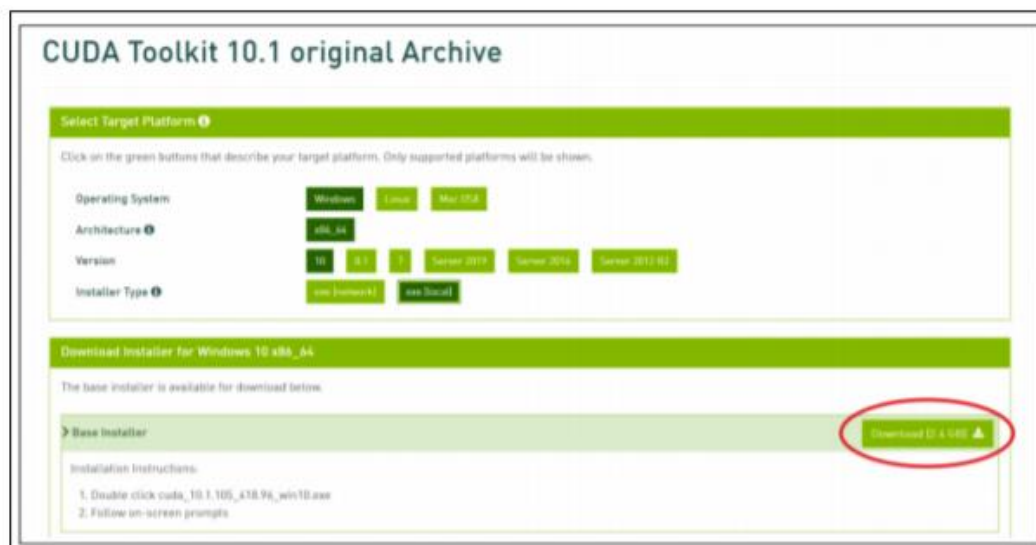 CUDA Toolkit 10.1 original Archive
Select Target Platform
Click on the green buttons that describe your target platform. Only supported platforms will be shown.
Operating System Windows Linux Mac OSX
Architecture x86_64
Version 10 8.1 7 Server 2019 Server 2016 Server 2012 R2
Installer Type exe [network] exe [local]
Download Installer for Windows 10 x86_64
The base installer is available for download below.
Base Installer Download [2.4 GB]
Installation Instructions:
1. Double click cuda_10.1.105_418.96_win10.exe
2. Follow on-screen prompts